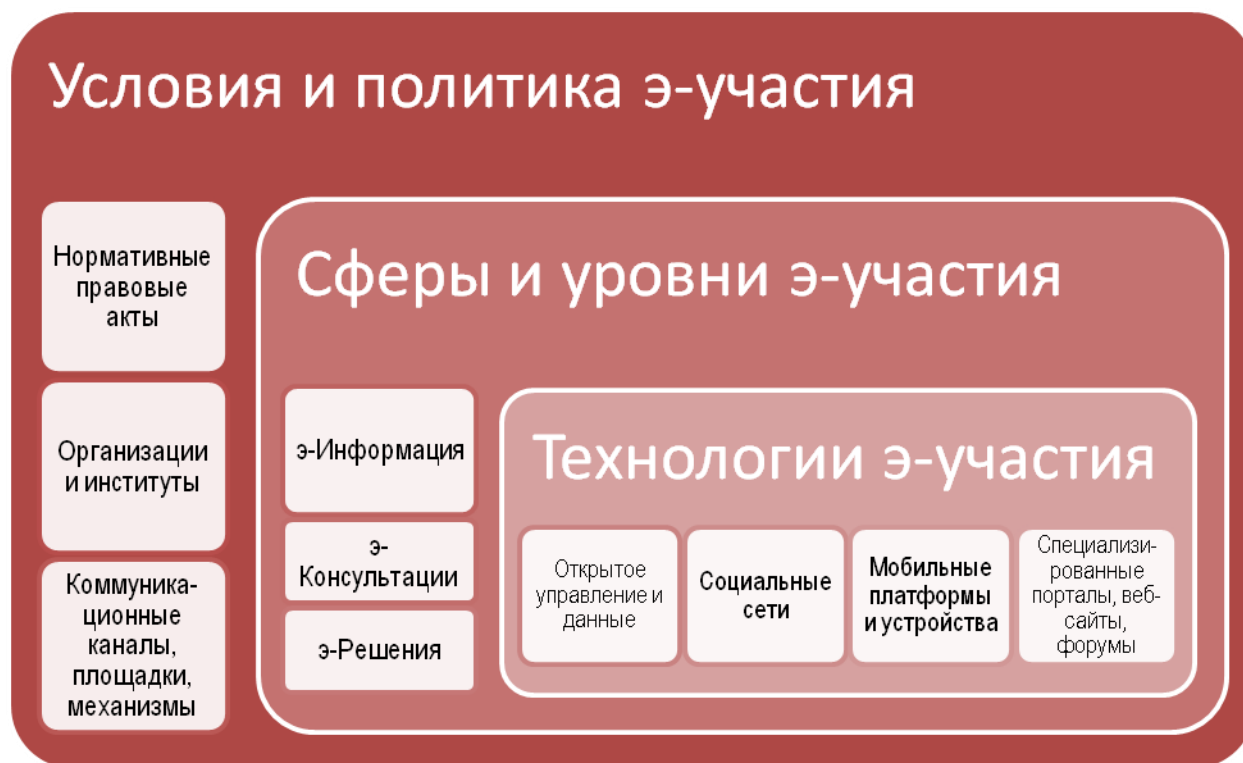 Условия и политика э-участия
Нормативные
правовые
акты
Организации
и институты
Коммуника-
ционные
каналы,
площадки,
механизмы
Сферы и уровни э-участия
э-Информация
э-
Консультации
э-Решения
Технологии э-участия
Открытое
управление и
данные
Социальные
сети
Мобильные
платформы
и устройства
Специализи-
рованные
порталы, веб-
сайты,
форумы